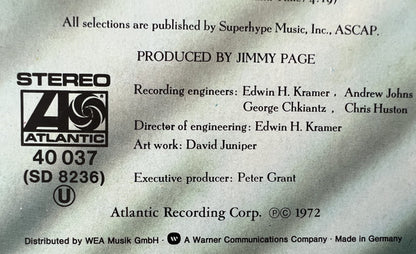 All selections are published by Superhype Music, Inc., ASCAP.
PRODUCED BY JIMMY PAGE
STEREO
ATLANTIC
40 037
(SD 8236)
U
Recording engineers: Edwin H. Kramer , Andrew Johns
George Chkiantz , Chris Huston
Director of engineering: Edwin H. Kramer
Art work: David Juniper
Executive producer: Peter Grant
Atlantic Recording Corp. ℗© 1972
Distributed by WEA Musik GmbH · W A Warner Communications Company · Made in Germany